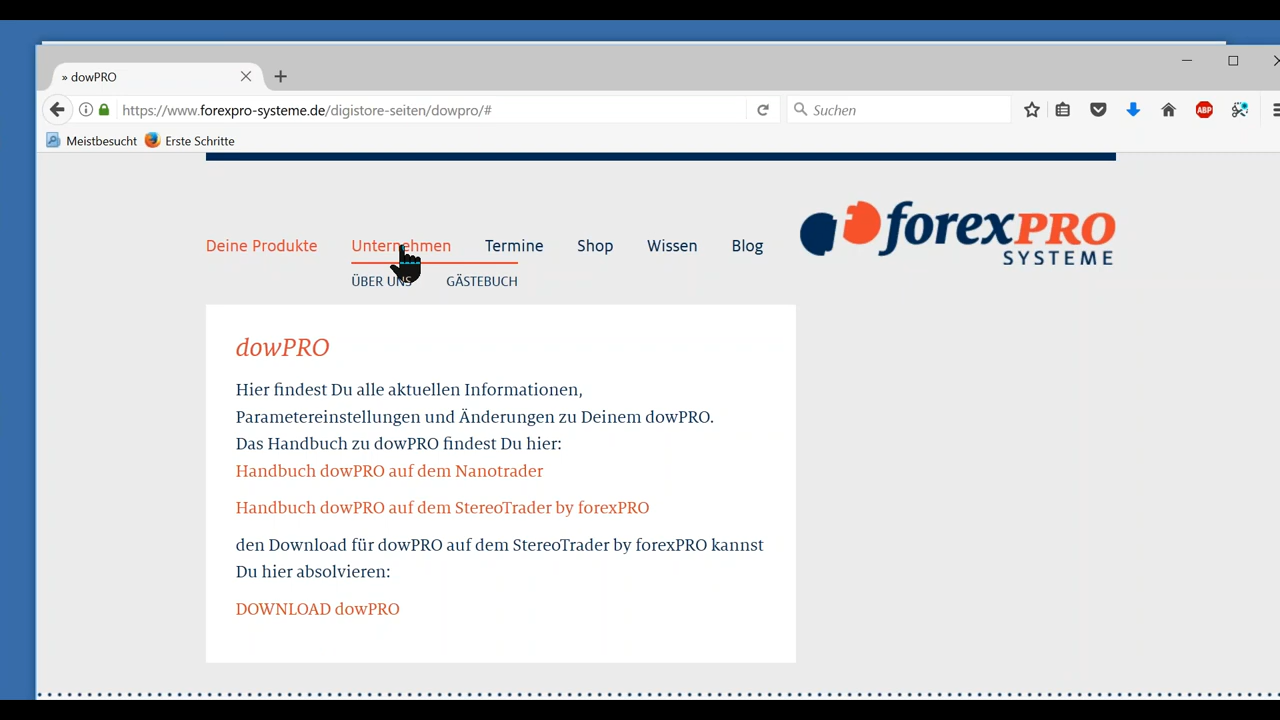 » dowPRO
https://www.forexpro-systeme.de/digistore-seiten/dowpro/#
Suchen
ABP
Meistbesucht Erste Schritte
forexPRO
SYSTEME
Deine Produkte Unternehmen Termine Shop Wissen Blog
ÜBER UNS GÄSTEBUCH
dowPRO
Hier findest Du alle aktuellen Informationen,
Parametereinstellungen und Änderungen zu Deinem dowPRO.
Das Handbuch zu dowPRO findest Du hier:
Handbuch dowPRO auf dem Nanotrader
Handbuch dowPRO auf dem StereoTrader by forexPRO
den Download für dowPRO auf dem StereoTrader by forexPRO kannst
Du hier absolvieren:
DOWNLOAD dowPRO